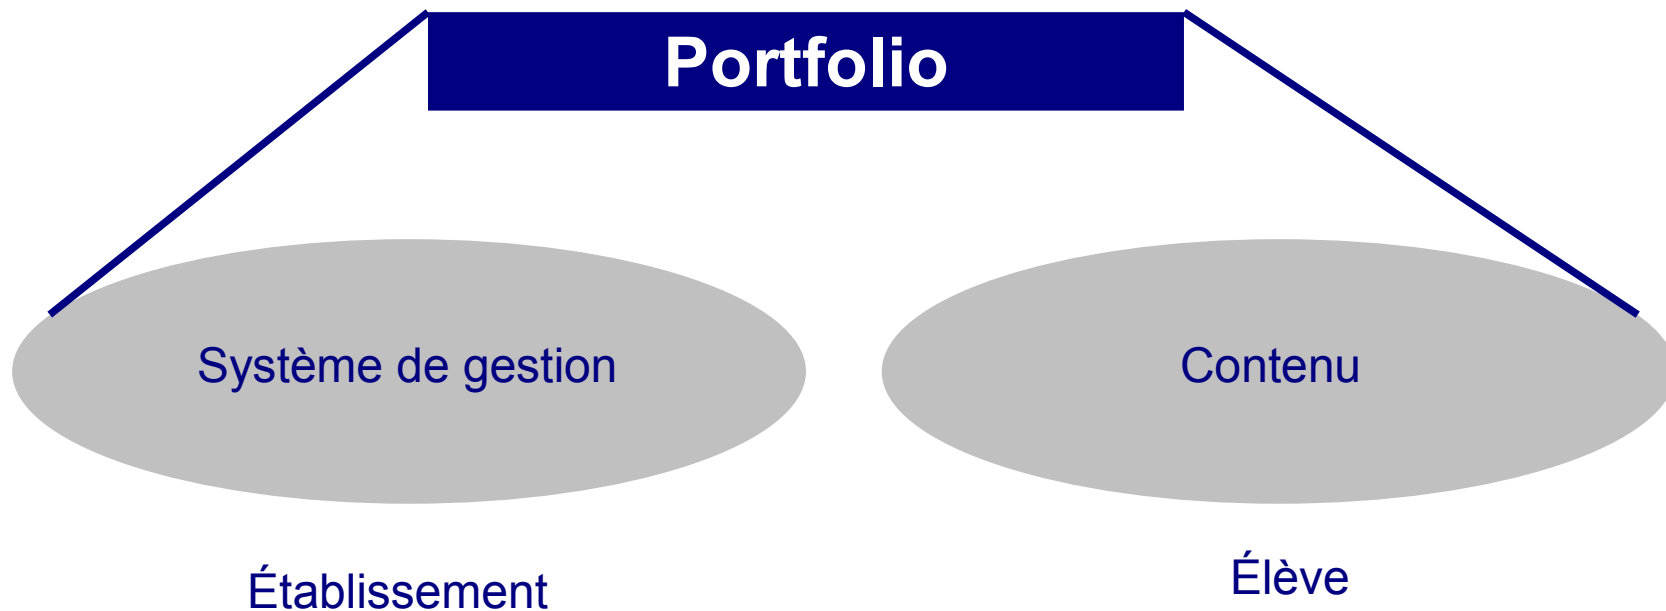 Portfolio
Système de gestion
Contenu
Établissement
Élève